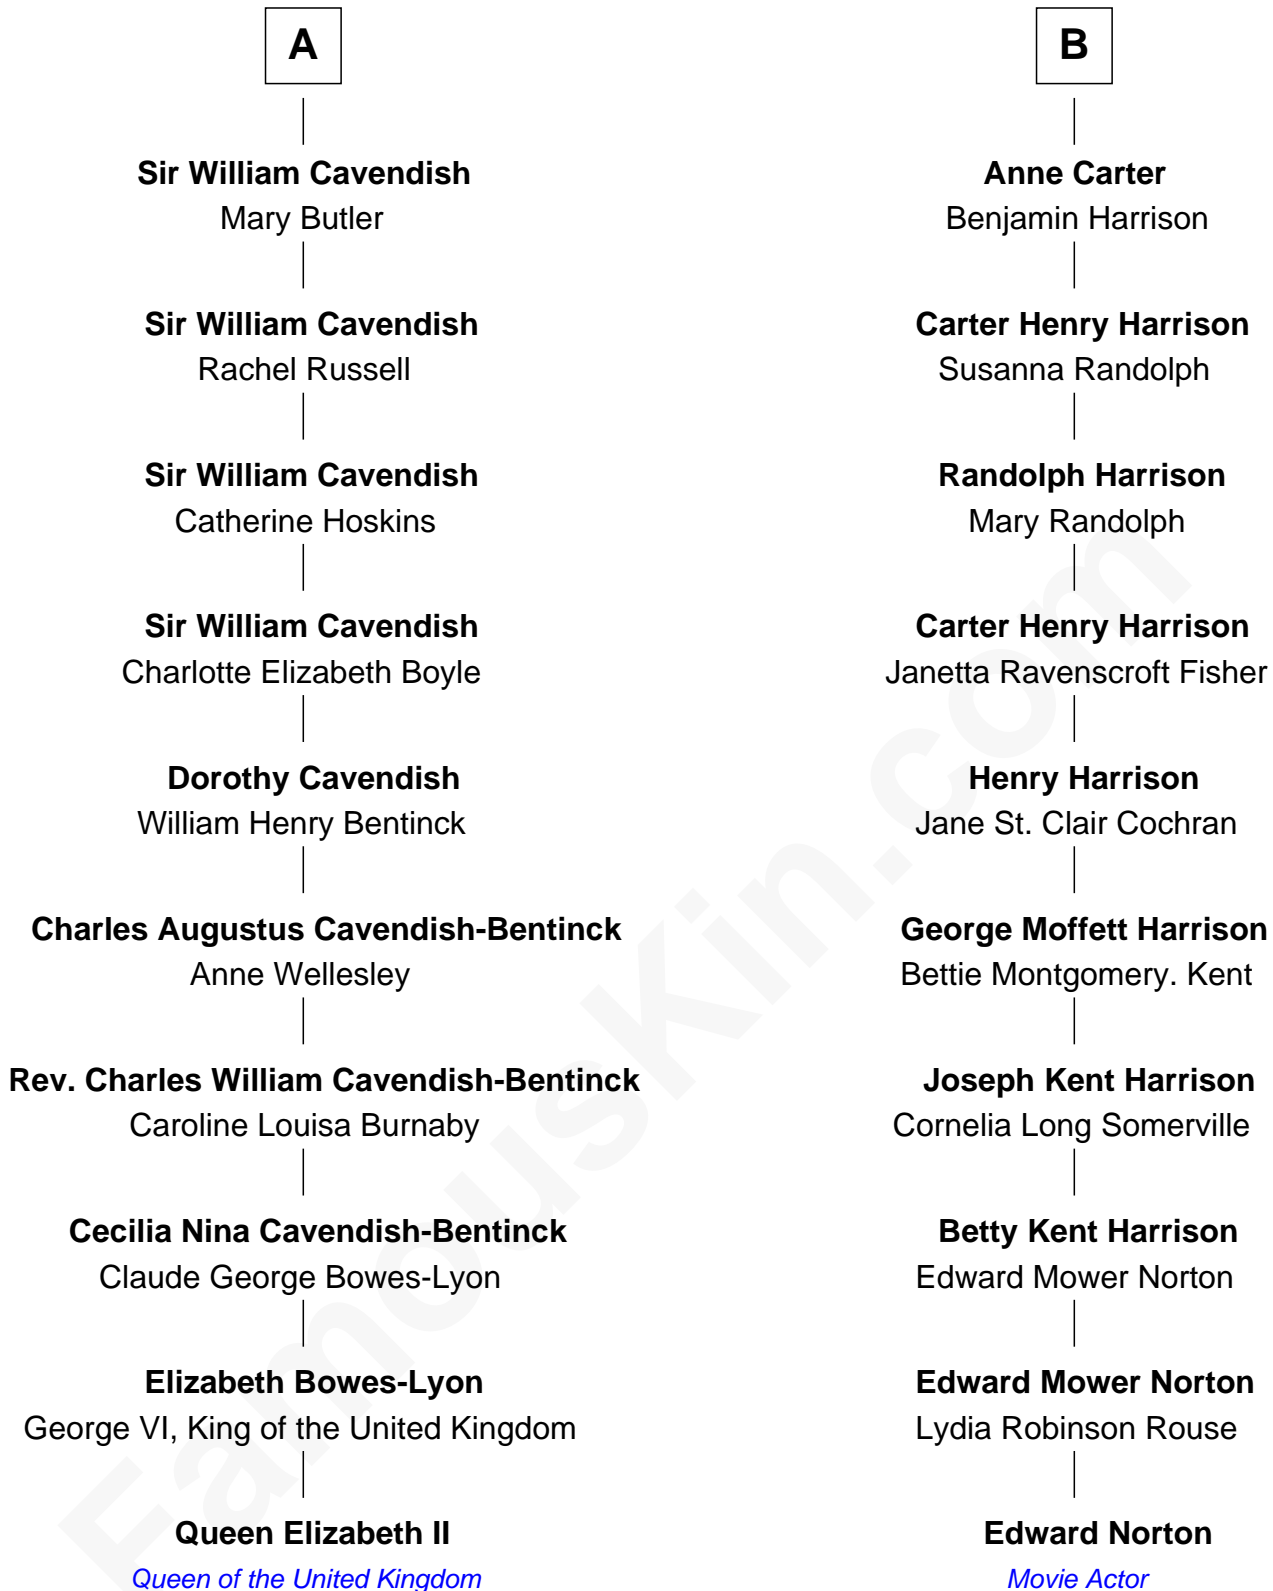 A
Sir William Cavendish
Mary Butler
Sir William Cavendish
Rachel Russell
Sir William Cavendish
Catherine Hoskins
Sir William Cavendish
Charlotte Elizabeth Boyle
Dorothy Cavendish
William Henry Bentinck
Charles Augustus Cavendish-Bentinck
Anne Wellesley
Rev. Charles William Cavendish-Bentinck
Caroline Louisa Burnaby
Cecilia Nina Cavendish-Bentinck
Claude George Bowes-Lyon
Elizabeth Bowes-Lyon
George VI, King of the United Kingdom
Queen Elizabeth II
Queen of the United Kingdom
B
Anne Carter
Benjamin Harrison
Carter Henry Harrison
Susanna Randolph
Randolph Harrison
Mary Randolph
Carter Henry Harrison
Janetta Ravenscroft Fisher
Henry Harrison
Jane St. Clair Cochran
George Moffett Harrison
Bettie Montgomery. Kent
Joseph Kent Harrison
Cornelia Long Somerville
Betty Kent Harrison
Edward Mower Norton
Edward Mower Norton
Lydia Robinson Rouse
Edward Norton
Movie Actor
FamousKin.com